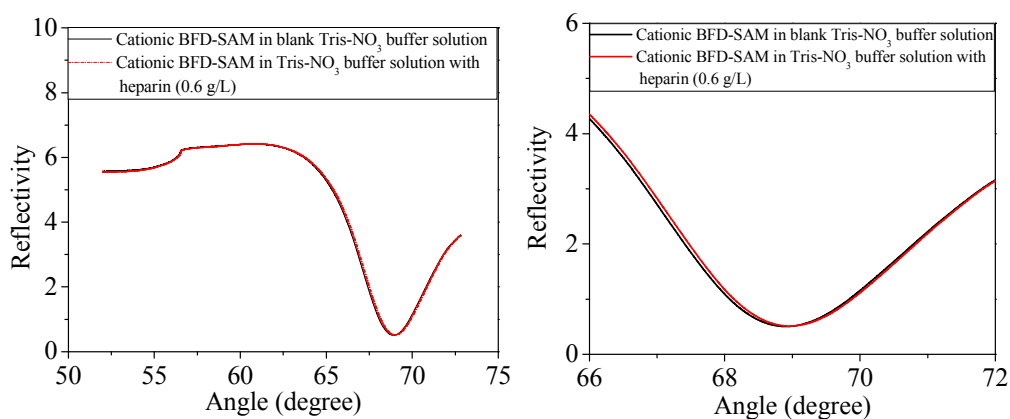 10
8
6
4
2
0
Reflectivity
Cationic BFD-SAM in blank Tris-NO3 buffer solution
Cationic BFD-SAM in Tris-NO3 buffer solution with
heparin (0.6 g/L)
50 55 60 65 70 75
Angle (degree)
6
4
2
0
Reflectivity
Cationic BFD-SAM in blank Tris-NO3 buffer solution
Cationic BFD-SAM in Tris-NO3 buffer solution with
heparin (0.6 g/L)
66 68 70 72
Angle (degree)